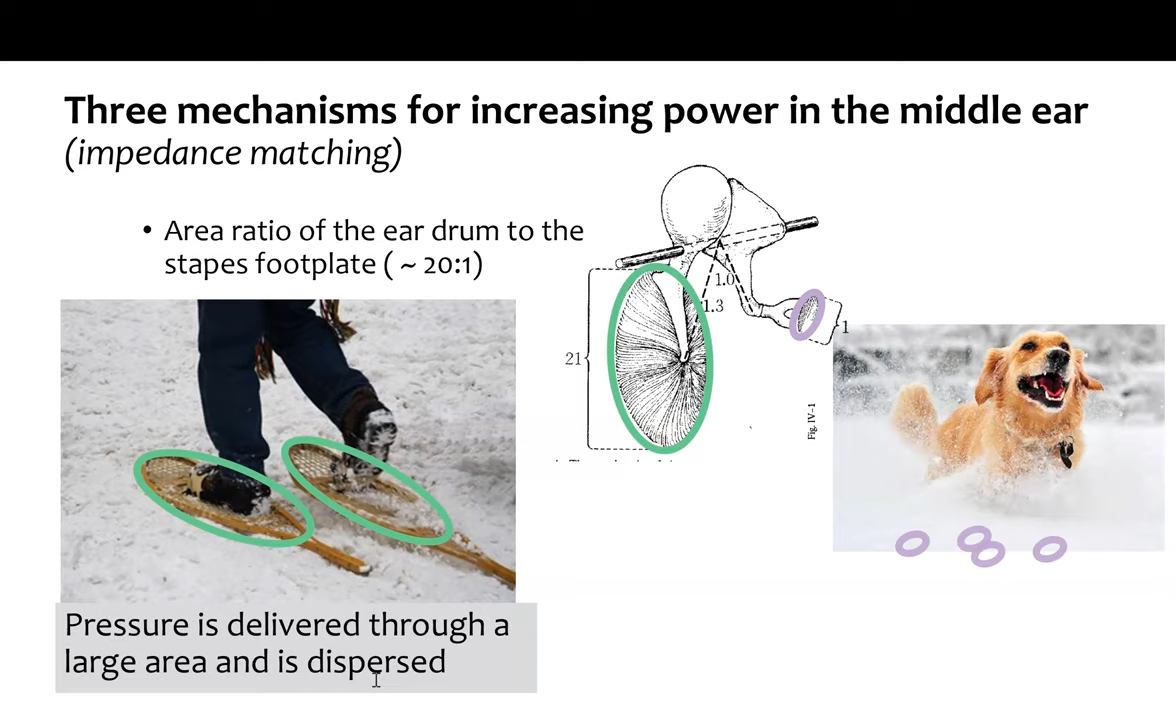 Three mechanisms for increasing power in the middle ear
(impedance matching)
• Area ratio of the ear drum to the
stapes footplate ( ~ 20:1)
1.0
1.3
21
1
Fig. IV-1
Pressure is delivered through a
large area and is dispersed